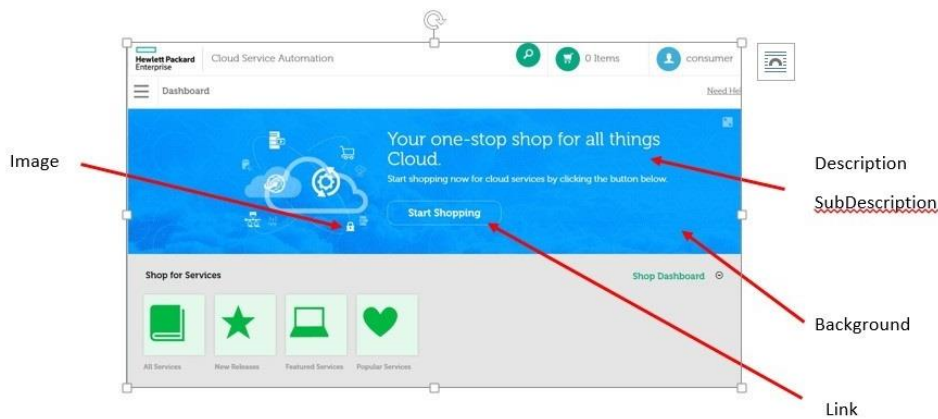 Hewlett Packard
Enterprise
Cloud Service Automation
0 Items
consumer
Dashboard
Need Hel
Your one-stop shop for all things
Cloud.
Start shopping now for cloud services by clicking the button below.
Start Shopping
Image
Description
SubDescription
Shop for Services
Shop Dashboard
All Services
New Releases
Featured Services
Popular Services
Background
Link